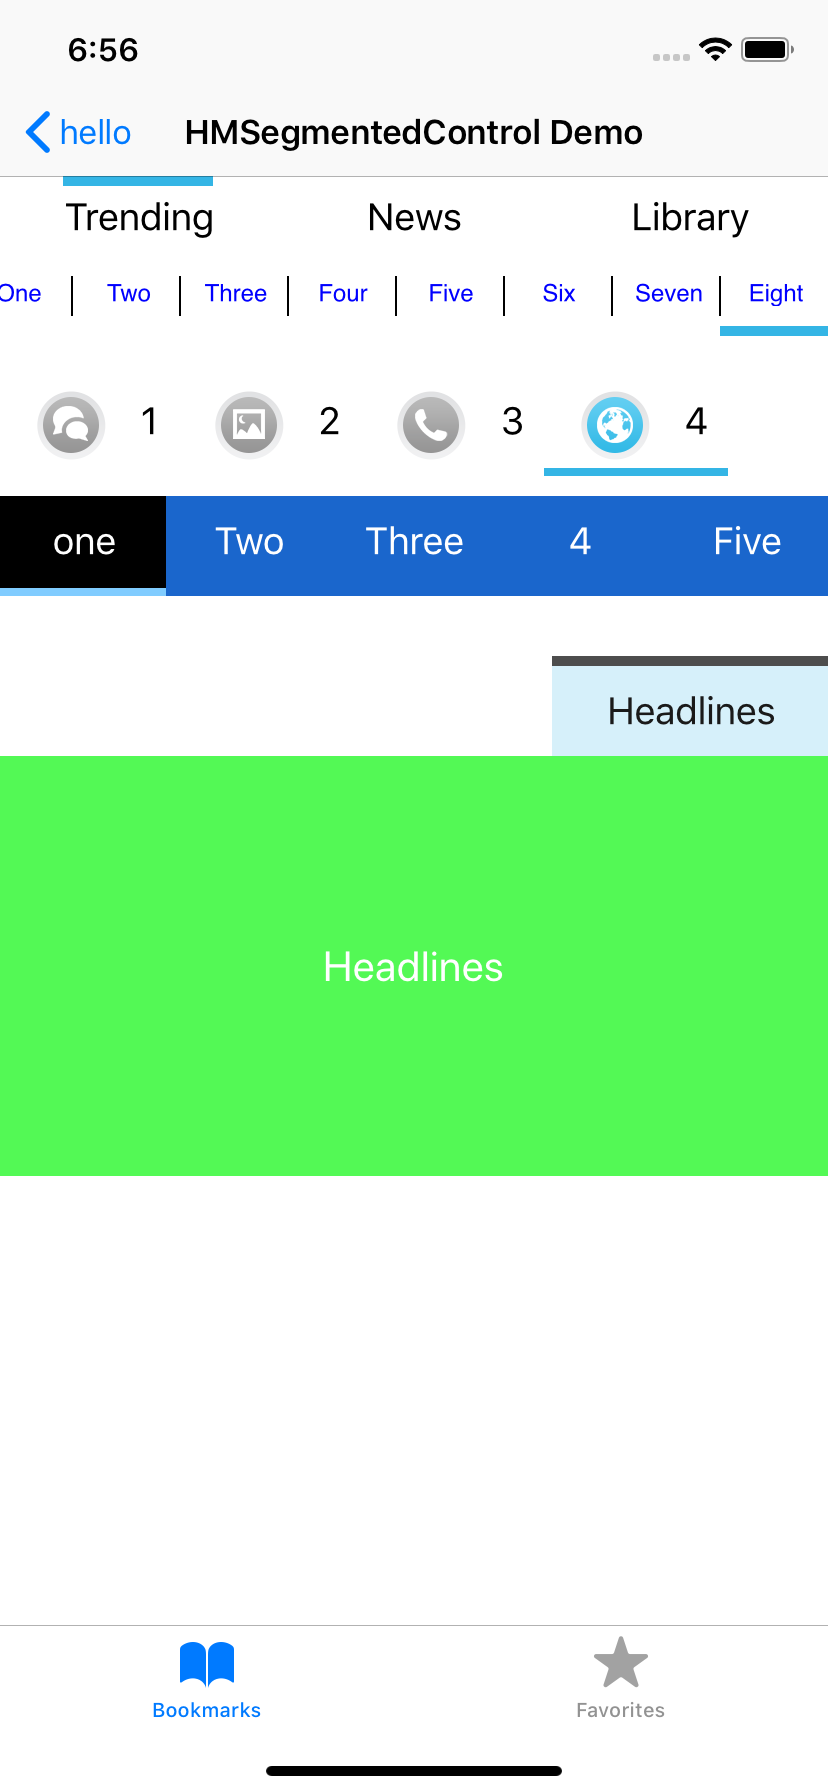 6:56
hello HMSegmentedControl Demo
Trending News Library
One Two Three Four Five Six Seven Eight
1 2 3 4
one Two Three 4 Five
Headlines
Headlines
Bookmarks Favorites